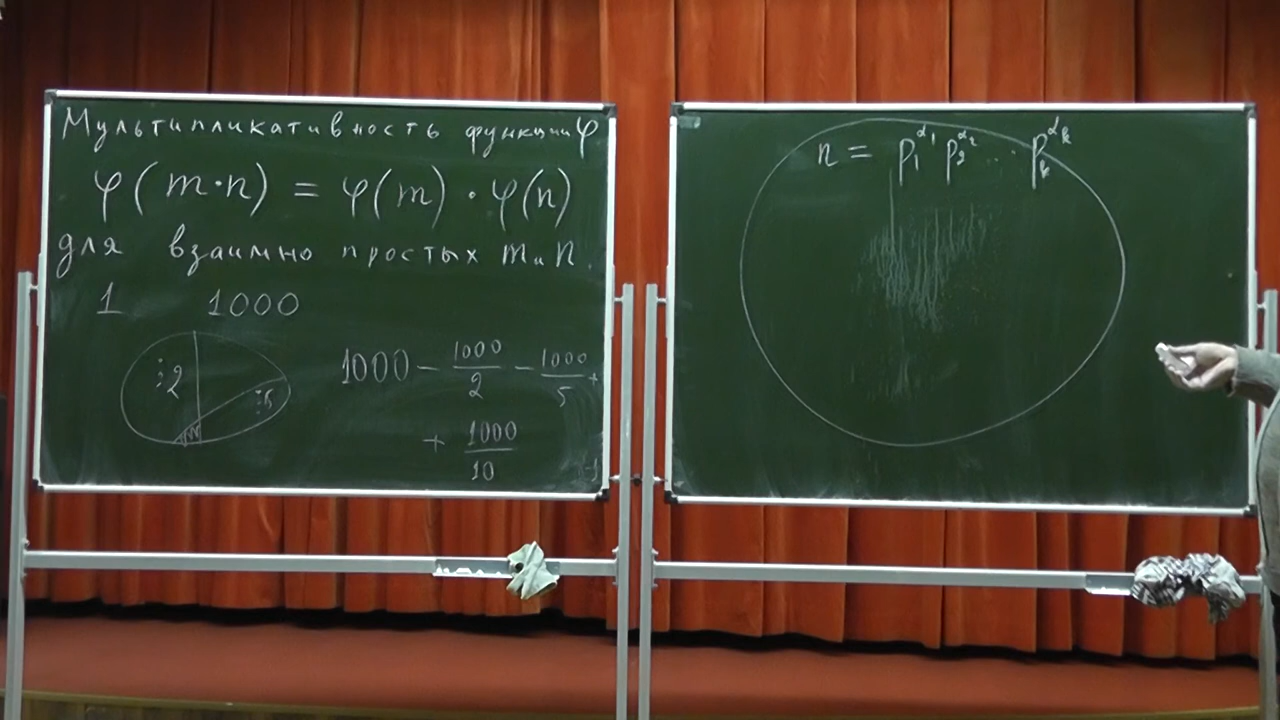 Мультипликативность функции φ
φ(m·n) = φ(m)·φ(n)
для взаимно простых m и n
1 1000
⋮2 ⋮5
1000 − 1000/2 − 1000/5 +
+ 1000/10
n = p₁^α₁ p₂^α₂ ... pₖ^αₖ